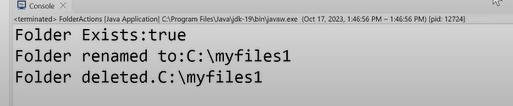 Console
<terminated> FolderActions [Java Application] C:\Program Files\Java\jdk-19\bin\javaw.exe (Oct 17, 2023, 1:46:56 PM – 1:46:56 PM) [pid: 12724]
Folder Exists:true
Folder renamed to:C:\myfiles1
Folder deleted.C:\myfiles1